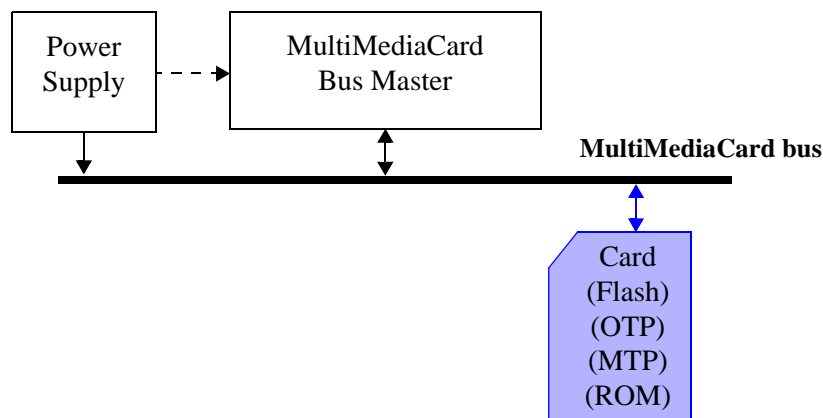 Power
Supply
MultiMediaCard
Bus Master
MultiMediaCard bus
Card
(Flash)
(OTP)
(MTP)
(ROM)